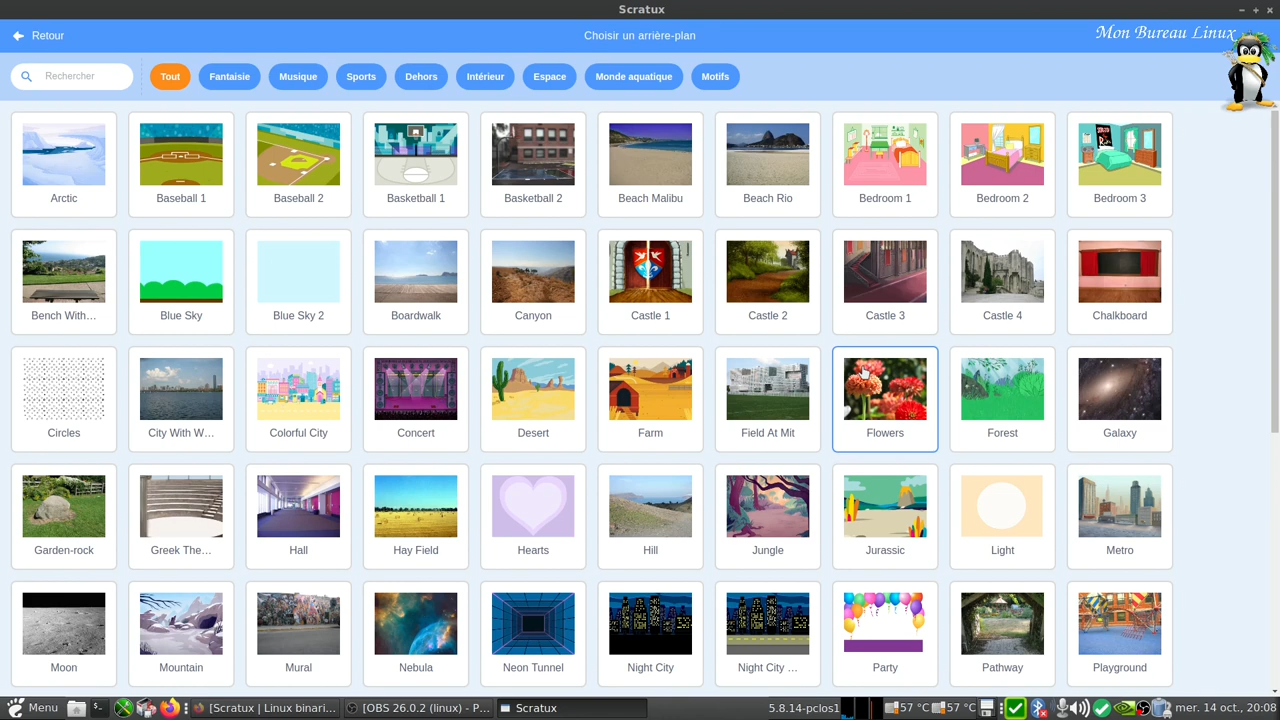 Scratux
Retour
Choisir un arrière-plan
Mon Bureau Linux
Rechercher
Tout
Fantaisie
Musique
Sports
Dehors
Intérieur
Espace
Monde aquatique
Motifs
Arctic
Baseball 1
Baseball 2
Basketball 1
Basketball 2
Beach Malibu
Beach Rio
Bedroom 1
Bedroom 2
Bedroom 3
Bench With...
Blue Sky
Blue Sky 2
Boardwalk
Canyon
Castle 1
Castle 2
Castle 3
Castle 4
Chalkboard
Circles
City With W...
Colorful City
Concert
Desert
Farm
Field At Mit
Flowers
Forest
Galaxy
Garden-rock
Greek The...
Hall
Hay Field
Hearts
Hill
Jungle
Jurassic
Light
Metro
Moon
Mountain
Mural
Nebula
Neon Tunnel
Night City
Night City ...
Party
Pathway
Playground
Menu
[Scratux | Linux binari...
[OBS 26.0.2 (linux) - P...
Scratux
5.8.14-pclos1
57 °C
57 °C
mer. 14 oct., 20:08